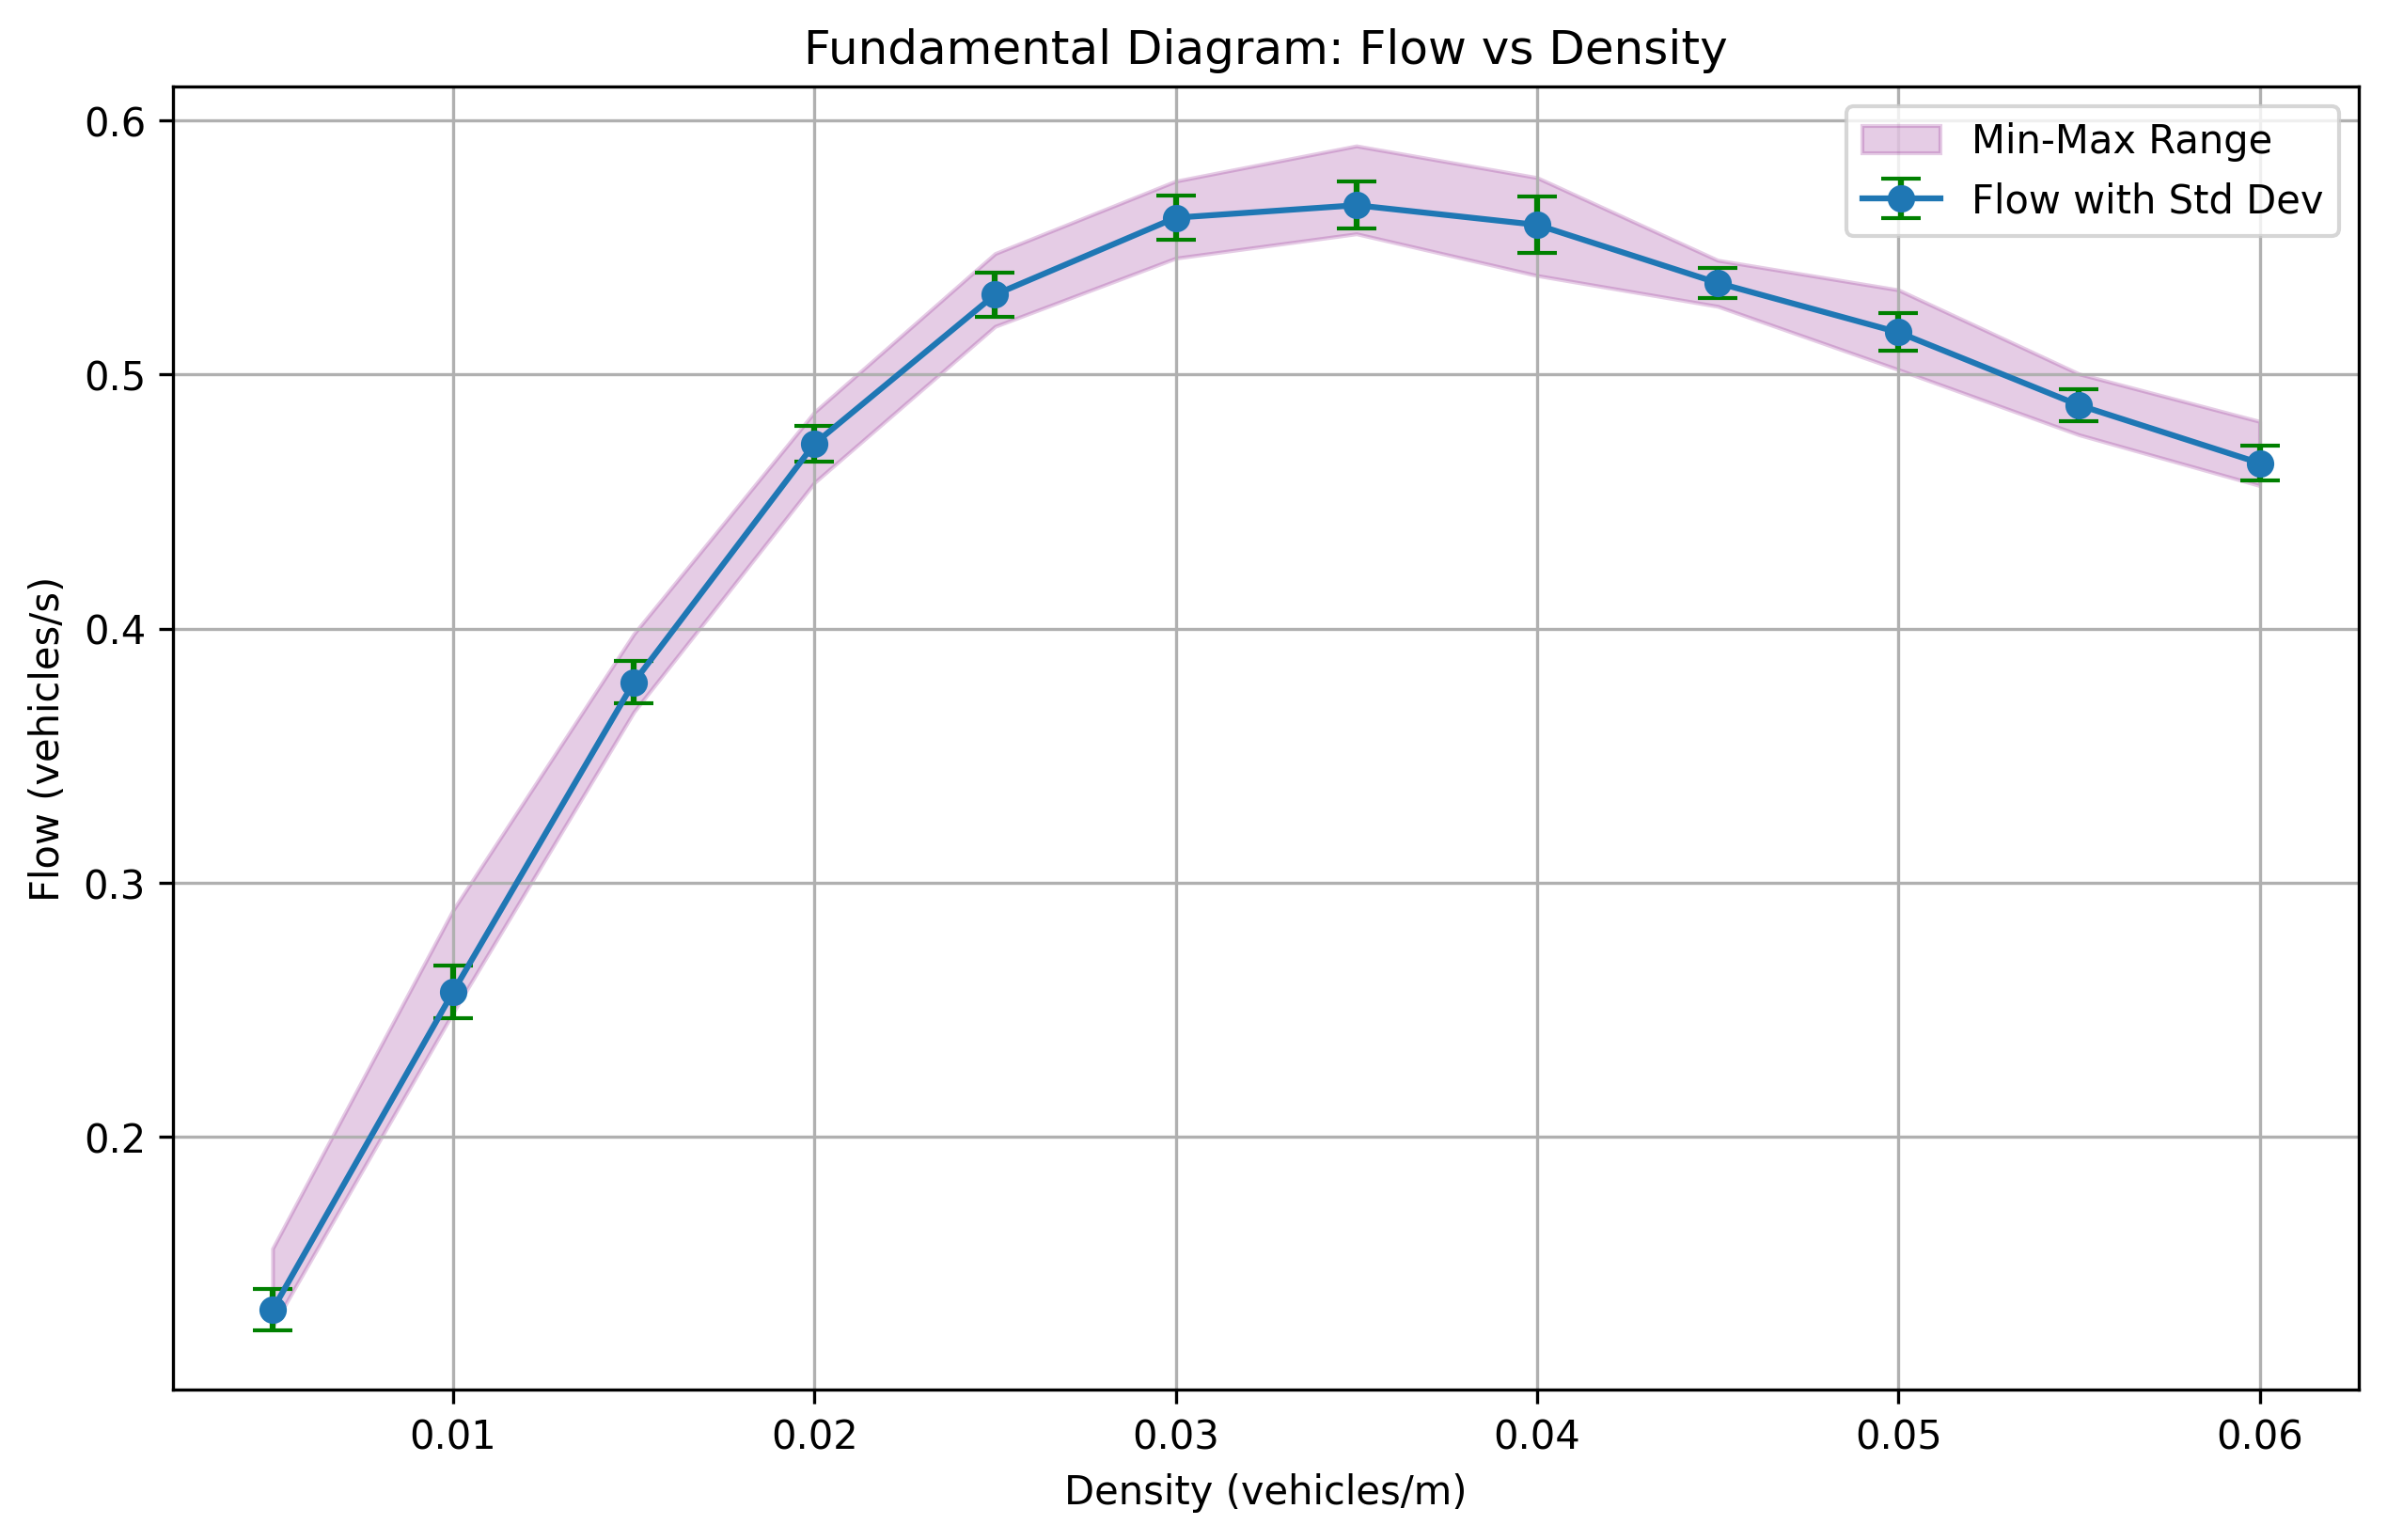 Fundamental Diagram: Flow vs Density
Min-Max Range
Flow with Std Dev
Flow (vehicles/s)
0.6
0.5
0.4
0.3
0.2
0.01 0.02 0.03 0.04 0.05 0.06
Density (vehicles/m)